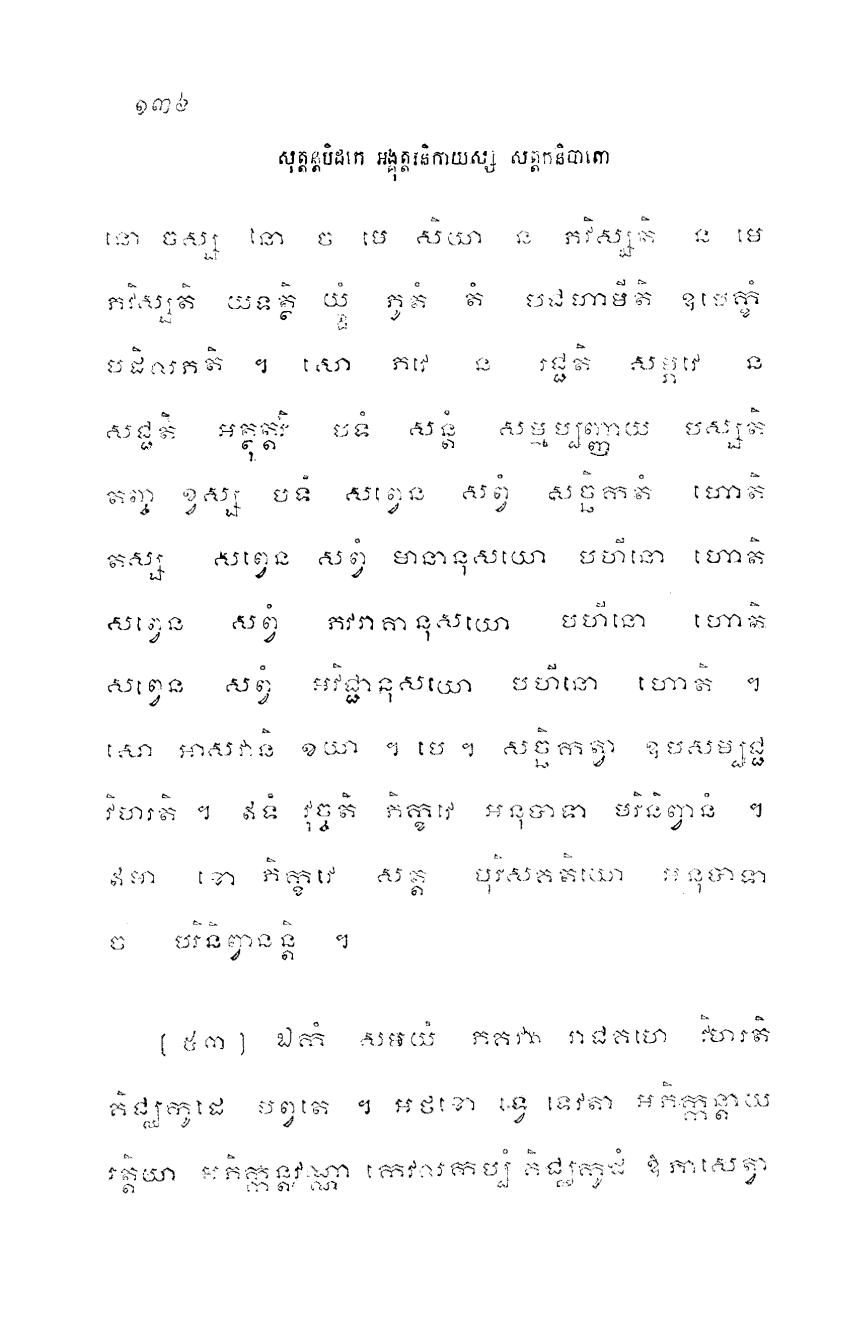 ១៣៦
សុត្តន្តបិដកេ អង្គុត្តរនិកាយស្ស សត្តកនិបាតោ
នោ ចស្ស នោ ច មេ សិយា ន ភវិស្សតិ ន មេ
ភវិស្សតិ យទត្ថិ យំ្ភូតំ តំ បជហាមីតិ ឧបេក្ខំ
បដិលភតិ ។ សោ ភវេ ន រជ្ជតិ សម្ភវេ ន
សជ្ជតិ អត្ថុត្តរិ បទំ សន្តំ សម្មប្បញ្ញាយ បស្សតិ
តញ្ច ខ្វស្ស បទំ សព្វេន សព្វំ សច្ឆិកតំ ហោតិ
តស្ស សព្វេន សព្វំ មានានុសយោ បហីនោ ហោតិ
សព្វេន សព្វំ ភវរាគានុសយោ បហីនោ ហោតិ
សព្វេន សព្វំ អវិជ្ជានុសយោ បហីនោ ហោតិ ។
សោ អាសវានំ ខយា ។ បេ ។ សច្ឆិកត្វា ឧបសម្បជ្ជ
វិហរតិ ។ ឥទំ វុច្ចតិ ភិក្ខវេ អនុបាទា បរិនិព្វានំ ។
ឥមា ខោ ភិក្ខវេ សត្ត បុរិសគតិយោ អនុបាទា
ច បរិនិព្វានន្តិ ។
[ ៥៣ ] ឯកំ សមយំ ភគវា រាជគហេ វិហរតិ
គិជ្ឈកូដេ បព្វតេ ។ អថខោ ទ្វេ ទេវតា អភិក្កន្តាយ
រត្តិយា អភិក្កន្តវណ្ណា កេវលកប្បំ គិជ្ឈកូដំ ឱភាសេត្វា